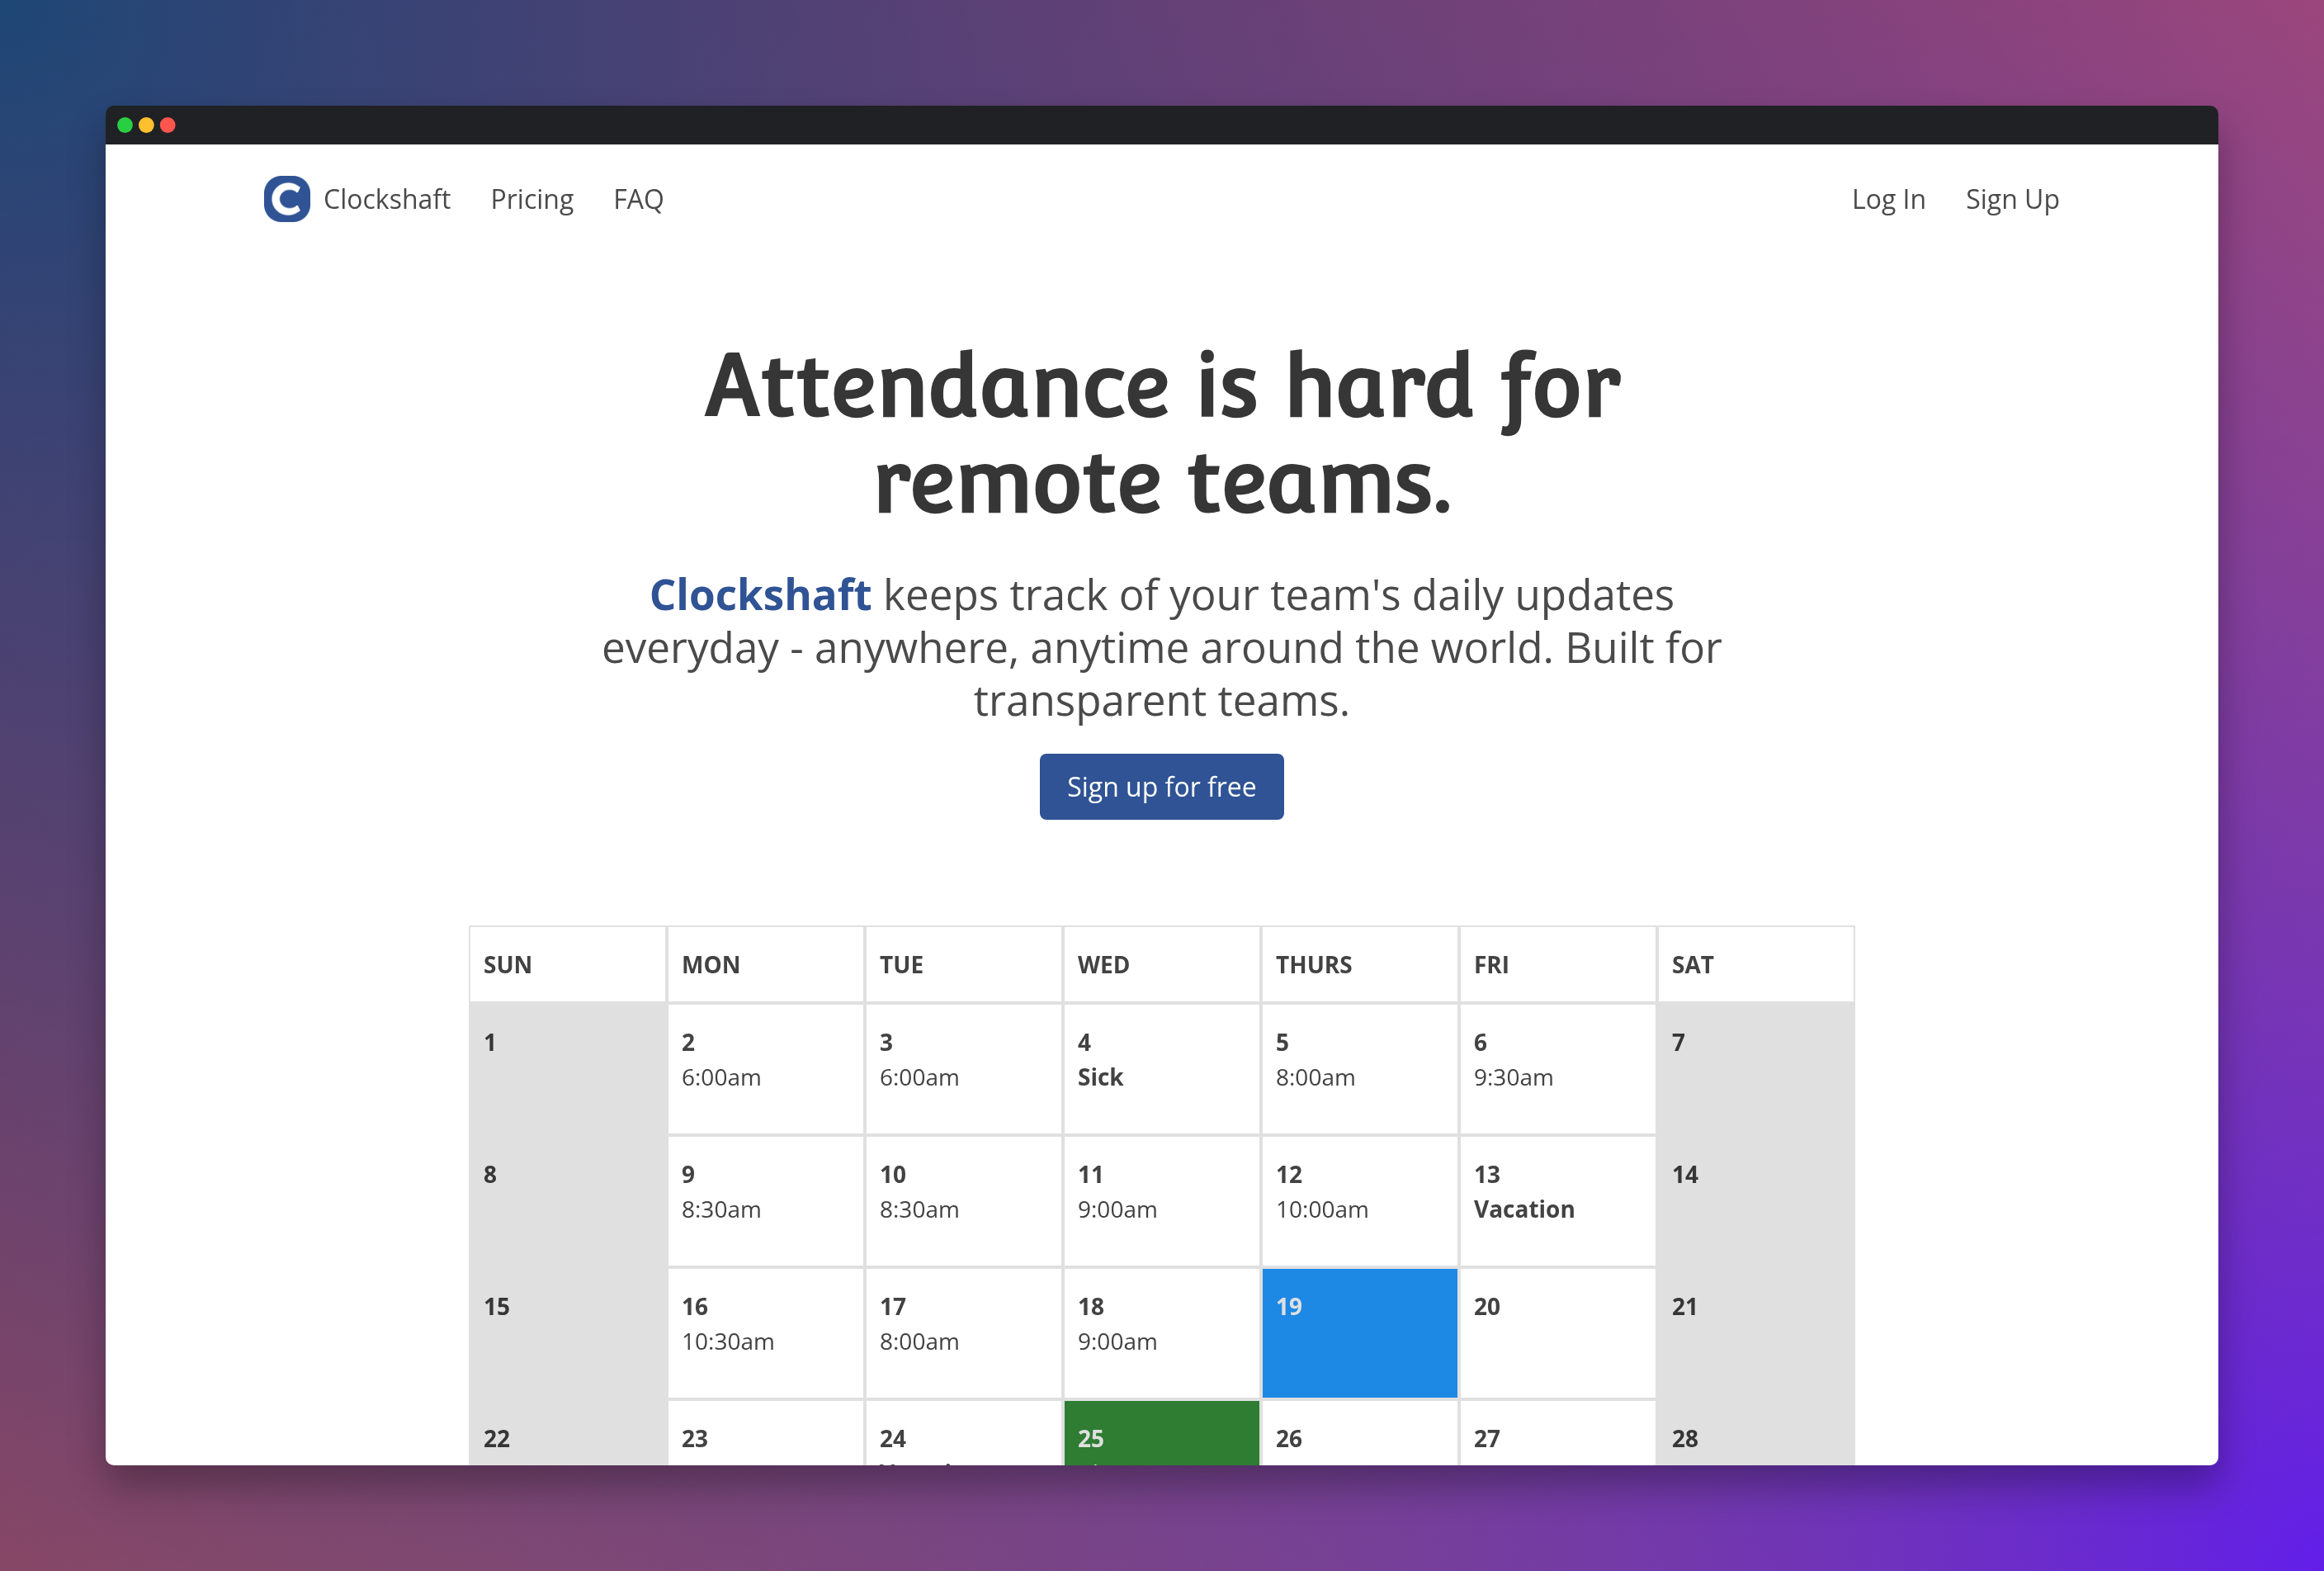 Clockshaft Pricing FAQ Log In Sign Up
Attendance is hard for
remote teams.
Clockshaft keeps track of your team's daily updates
everyday - anywhere, anytime around the world. Built for
transparent teams.
Sign up for free
SUN MON TUE WED THURS FRI SAT
1 2 3 4 5 6 7
6:00am 6:00am Sick 8:00am 9:30am
8 9 10 11 12 13 14
8:30am 8:30am 9:00am 10:00am Vacation
15 16 17 18 19 20 21
10:30am 8:00am 9:00am
22 23 24 25 26 27 28